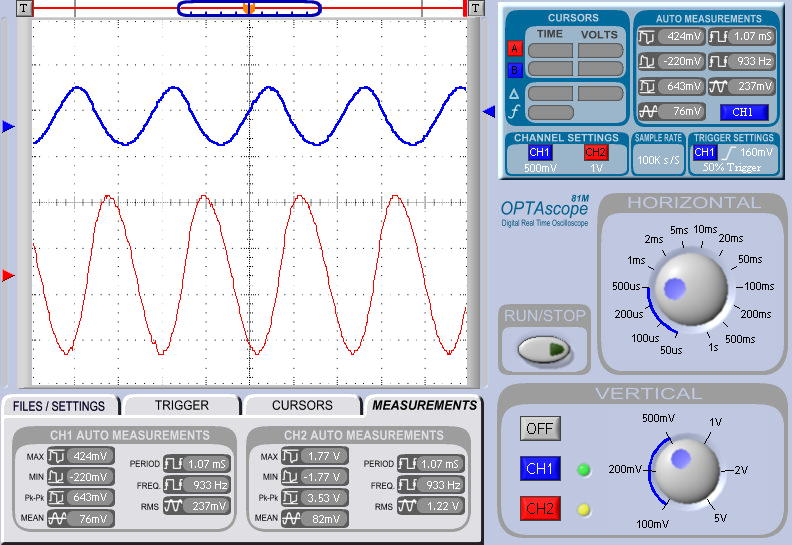 T T
CURSORS
TIME VOLTS
A
B
Δ
f
AUTO MEASUREMENTS
424mV 1.07 mS
-220mV 933 Hz
643mV 237mV
76mV CH1
CHANNEL SETTINGS
CH1 CH2
500mV 1V
SAMPLE RATE
100K s/S
TRIGGER SETTINGS
CH1 160mV
50% Trigger
81M
OPTAscope
Digital Real Time Oscilloscope
HORIZONTAL
5ms 10ms
2ms 20ms
1ms 50ms
500us 100ms
200us 200ms
100us 500ms
50us 1s
RUN/STOP
VERTICAL
OFF
CH1
CH2
500mV 1V
200mV 2V
100mV 5V
FILES / SETTINGS TRIGGER CURSORS MEASUREMENTS
CH1 AUTO MEASUREMENTS
MAX 424mV
MIN -220mV
Pk-Pk 643mV
MEAN 76mV
PERIOD 1.07 mS
FREQ. 933 Hz
RMS 237mV
CH2 AUTO MEASUREMENTS
MAX 1.77 V
MIN -1.77 V
Pk-Pk 3.53 V
MEAN 82mV
PERIOD 1.07 mS
FREQ. 933 Hz
RMS 1.22 V